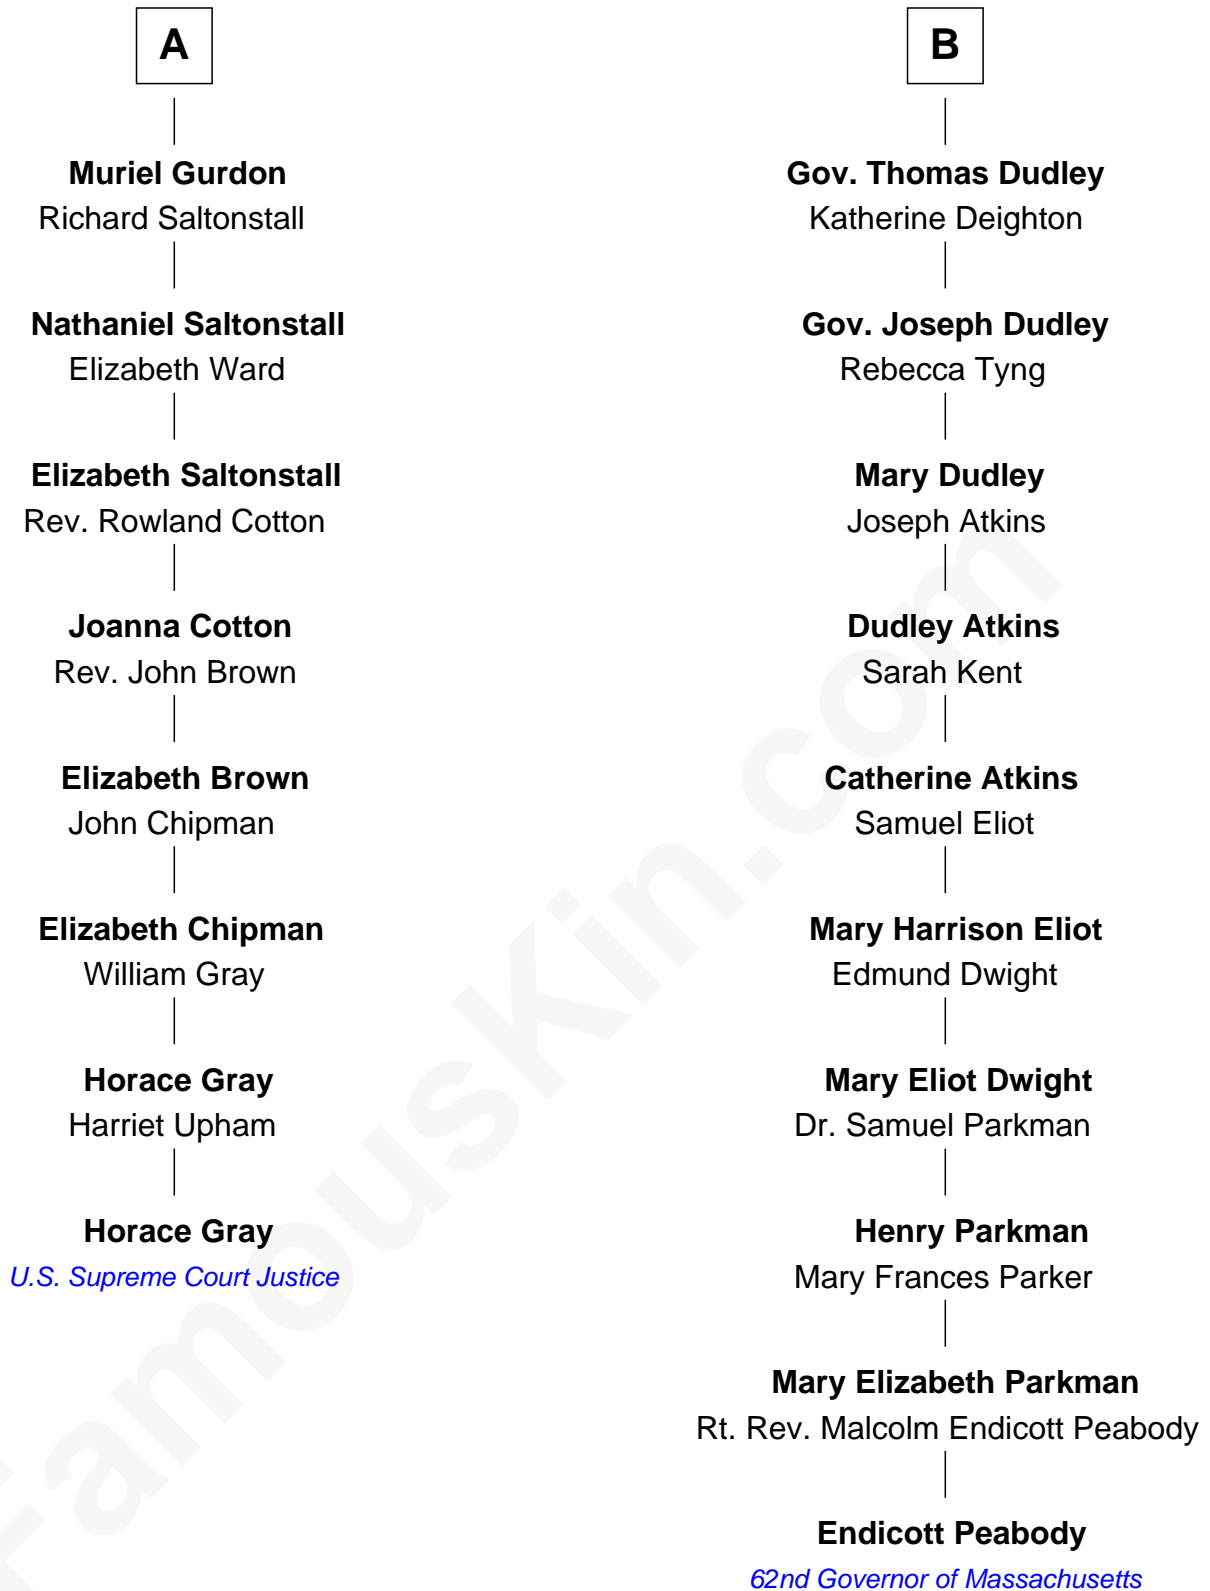 A
Muriel Gurdon
Richard Saltonstall
Nathaniel Saltonstall
Elizabeth Ward
Elizabeth Saltonstall
Rev. Rowland Cotton
Joanna Cotton
Rev. John Brown
Elizabeth Brown
John Chipman
Elizabeth Chipman
William Gray
Horace Gray
Harriet Upham
Horace Gray
U.S. Supreme Court Justice
B
Gov. Thomas Dudley
Katherine Deighton
Gov. Joseph Dudley
Rebecca Tyng
Mary Dudley
Joseph Atkins
Dudley Atkins
Sarah Kent
Catherine Atkins
Samuel Eliot
Mary Harrison Eliot
Edmund Dwight
Mary Eliot Dwight
Dr. Samuel Parkman
Henry Parkman
Mary Frances Parker
Mary Elizabeth Parkman
Rt. Rev. Malcolm Endicott Peabody
Endicott Peabody
62nd Governor of Massachusetts
FamousKin.com